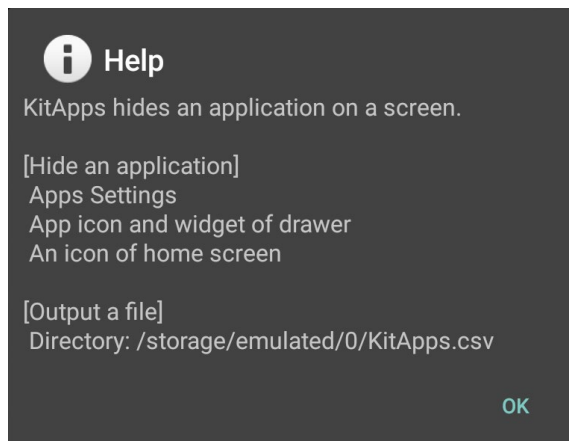 Help
KitApps hides an application on a screen.
[Hide an application]
Apps Settings
App icon and widget of drawer
An icon of home screen
[Output a file]
Directory: /storage/emulated/0/KitApps.csv
OK